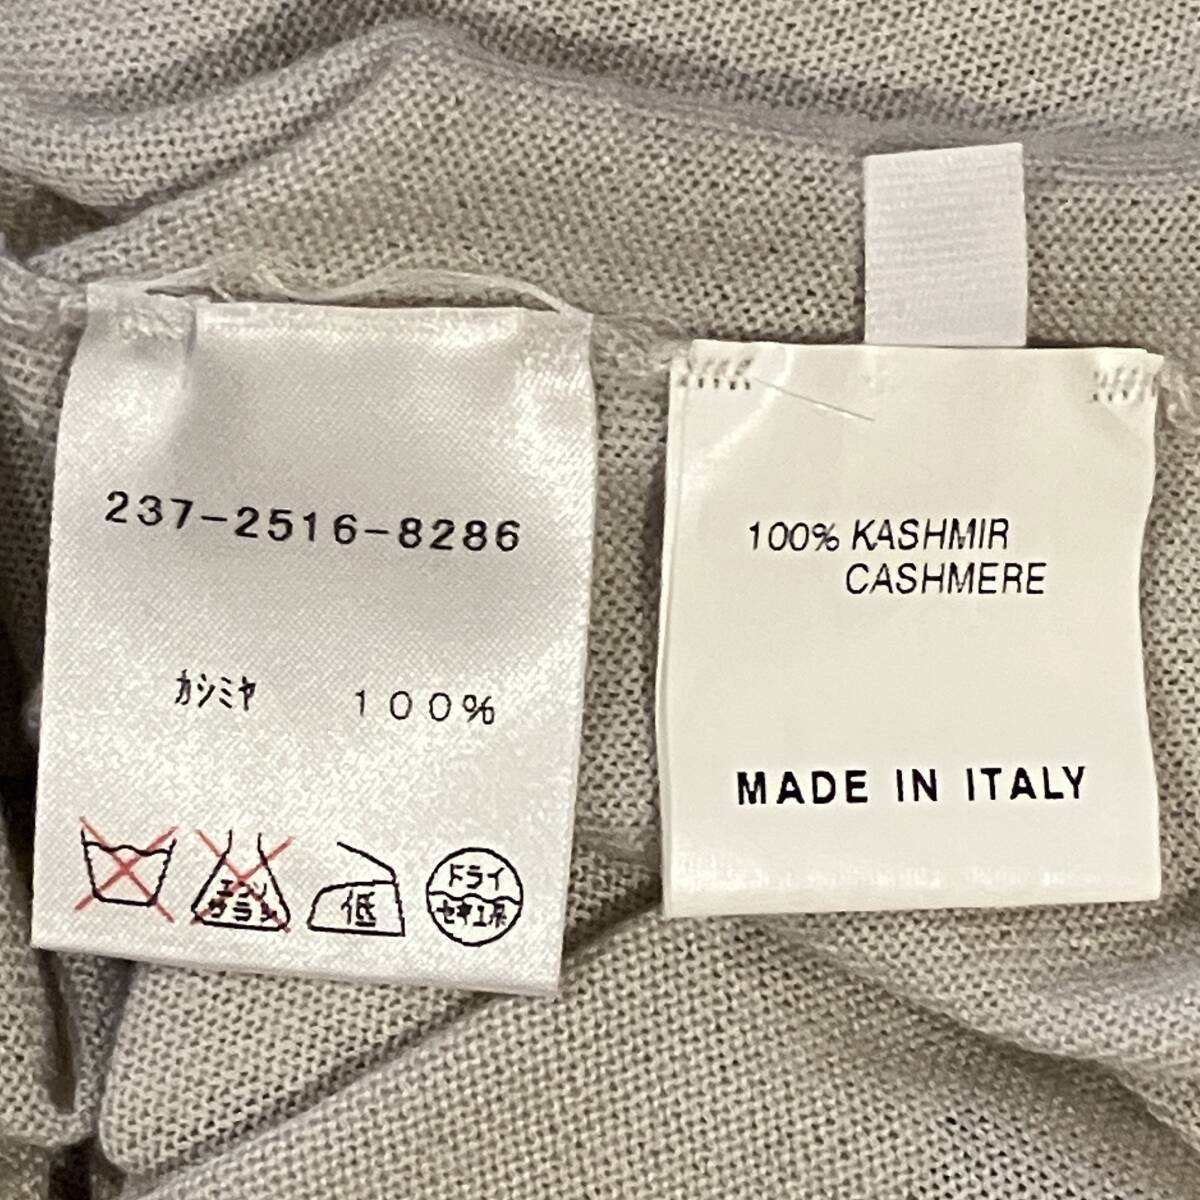 237-2516-8286
カシミヤ 100%
エンソ
サラシ
低
ドライ
セキユ系
100% KASHMIR
CASHMERE
MADE IN ITALY